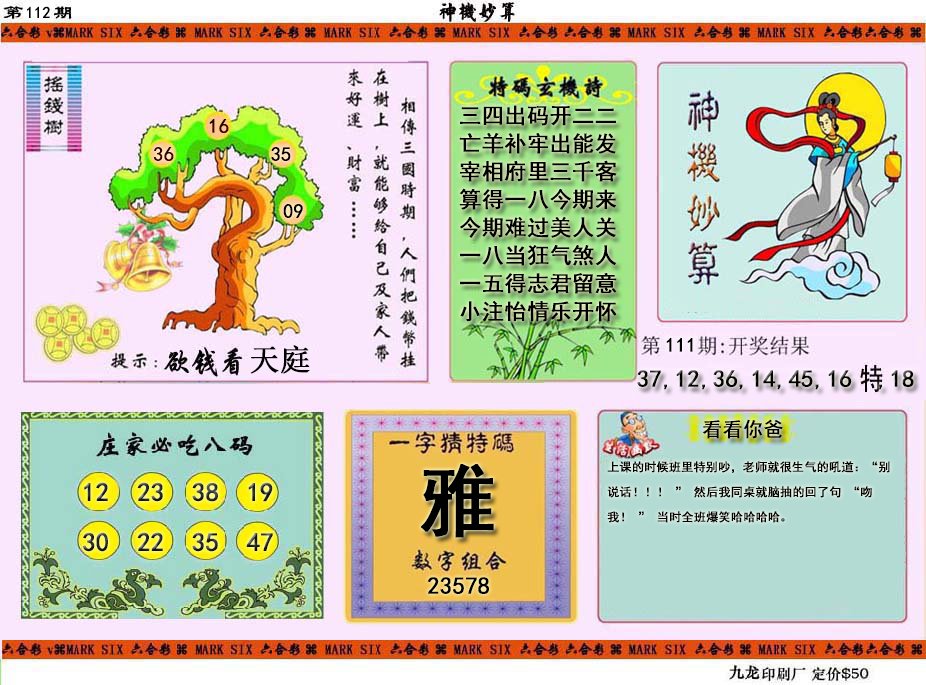 第112期
神機妙算
六合彩 v⌘MARK SIX 六合彩 ⌘ MARK SIX 六合彩 ⌘ MARK SIX 六合彩 ⌘ MARK SIX 六合彩 ⌘ MARK SIX 六合彩 ⌘ MARK SIX 六合彩六合彩 ⌘
搖錢樹
相傳三國時期，人們把錢幣挂
在樹上，就能够給自己及家人帶
來好運、財富……
16
36
35
09
提示：欲钱看天庭
特碼玄機詩
三四出码开二二
亡羊补牢出能发
宰相府里三千客
算得一八今期来
今期难过美人关
一八当狂气煞人
一五得志君留意
小注怡情乐开怀
神機妙算
第111期:开奖结果
37,12,36,14,45,16特18
庄家必吃八码
12 23 38 19
30 22 35 47
一字猜特碼
雅
数字组合
23578
生活幽默
看看你爸
上课的时候班里特别吵，老师就很生气的吼道：“别
说话！！！ ” 然后我同桌就脑抽的回了句 “吻
我！ ” 当时全班爆笑哈哈哈哈。
六合彩 v⌘MARK SIX 六合彩 ⌘ MARK SIX 六合彩 ⌘ MARK SIX 六合彩 ⌘ MARK SIX 六合彩 ⌘ MARK SIX 六合彩 ⌘ MARK SIX 六合彩六合彩 ⌘
九龙印刷厂 定价$50